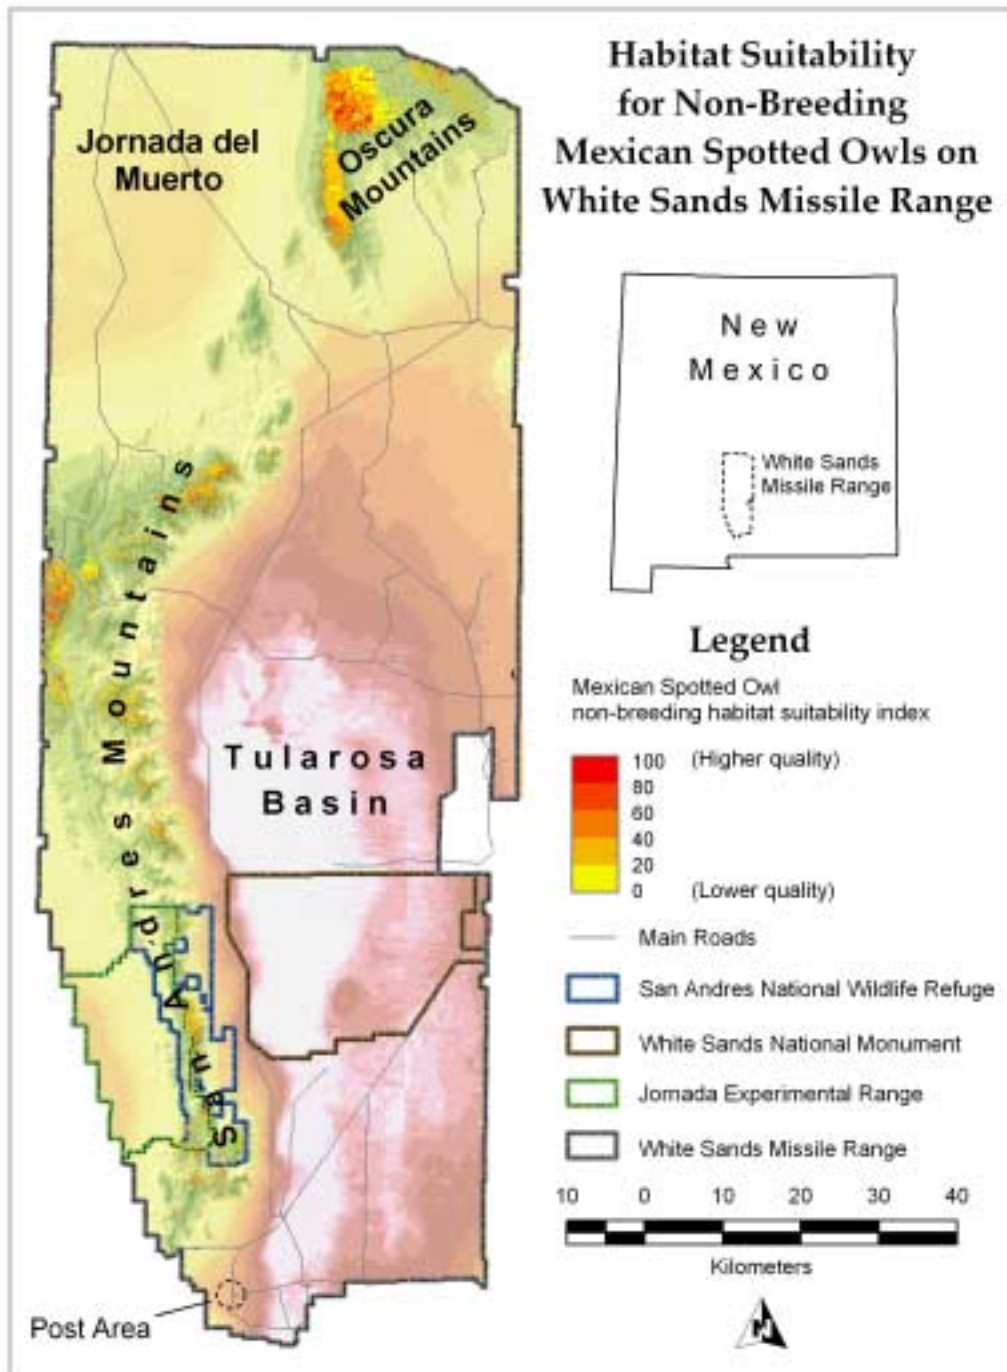 Habitat Suitability
for Non-Breeding
Mexican Spotted Owls on
White Sands Missile Range
Jornada del
Muerto
Oscura
Mountains
San Andres Mountains
Tularosa
Basin
Post Area
New
Mexico
White Sands
Missile Range
Legend
Mexican Spotted Owl
non-breeding habitat suitability index
100 (Higher quality)
80
60
40
20
0 (Lower quality)
Main Roads
San Andres National Wildlife Refuge
White Sands National Monument
Jornada Experimental Range
White Sands Missile Range
10 0 10 20 30 40
Kilometers
N